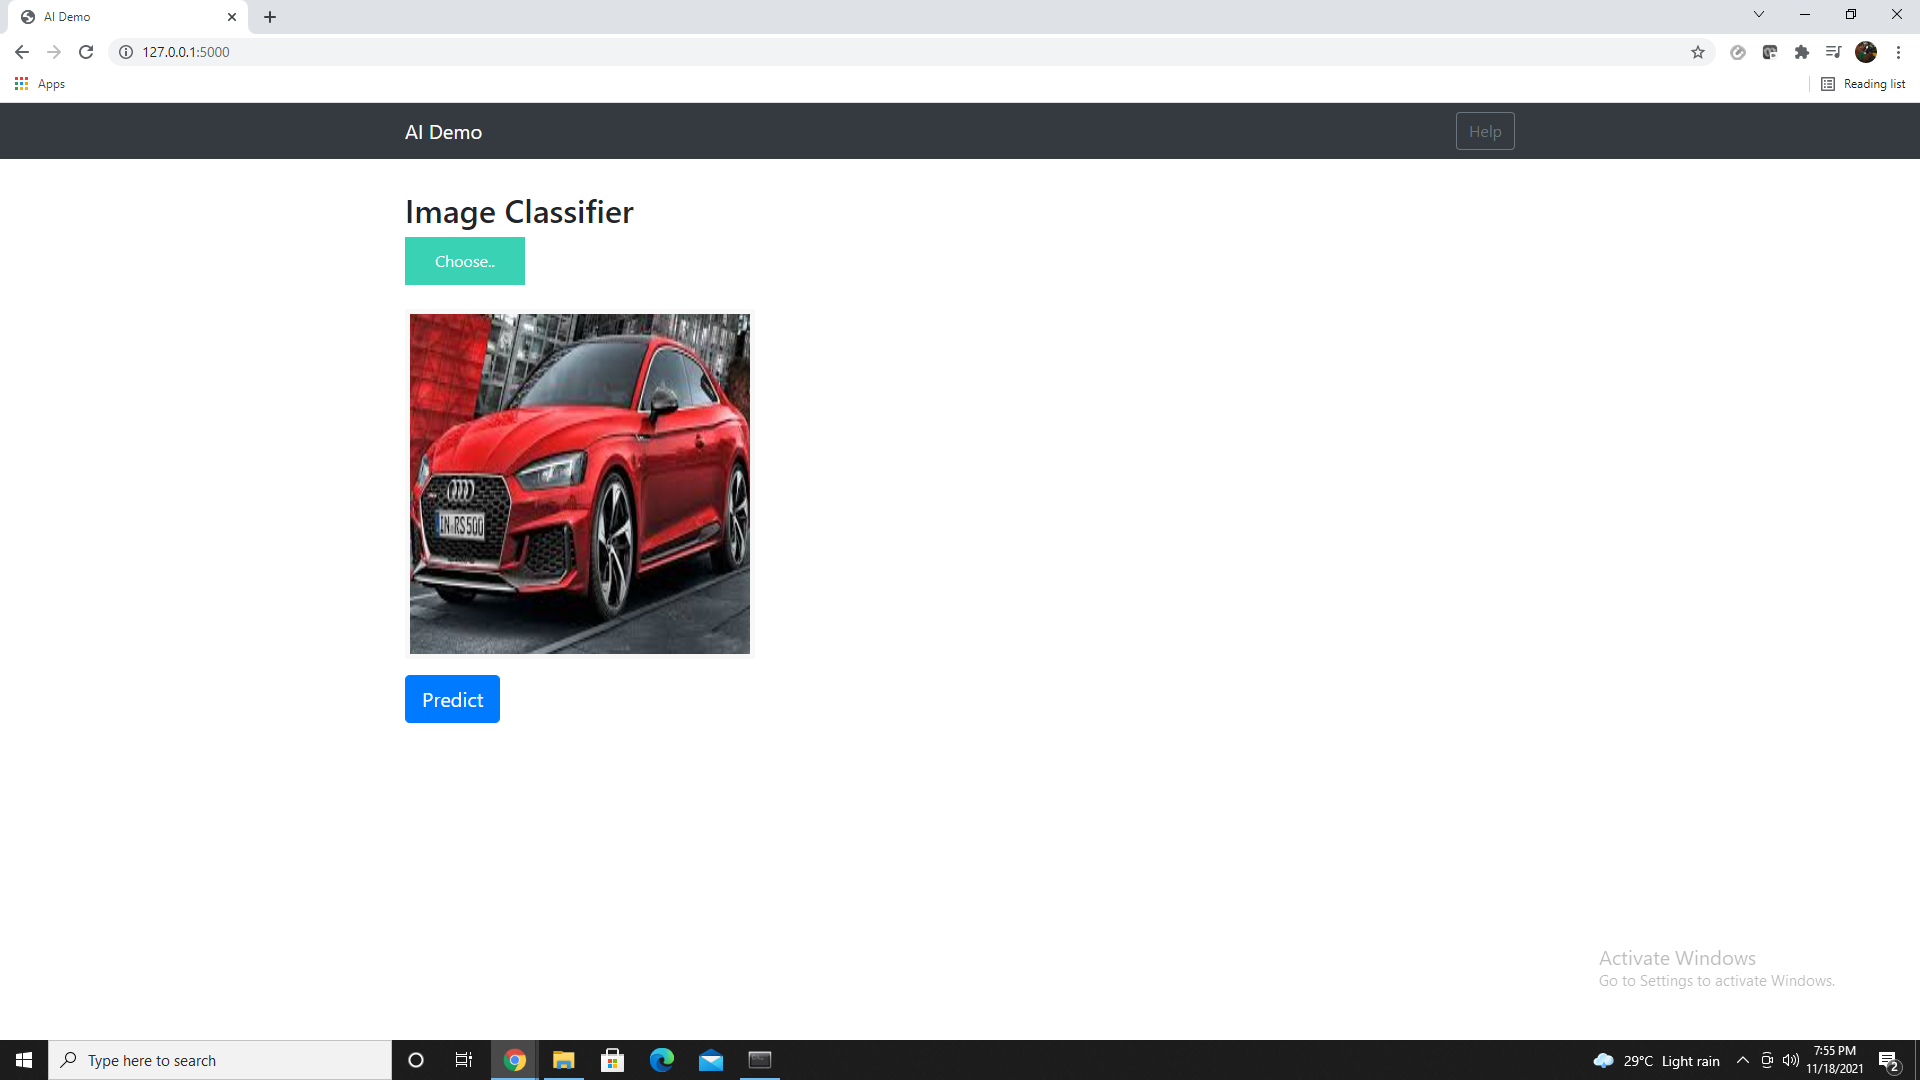 AI Demo
127.0.0.1:5000
Apps
Reading list
AI Demo
Help
Image Classifier
Choose..
IN RS500
Predict
Activate Windows
Go to Settings to activate Windows.
Type here to search
29°C Light rain
7:55 PM
11/18/2021
2